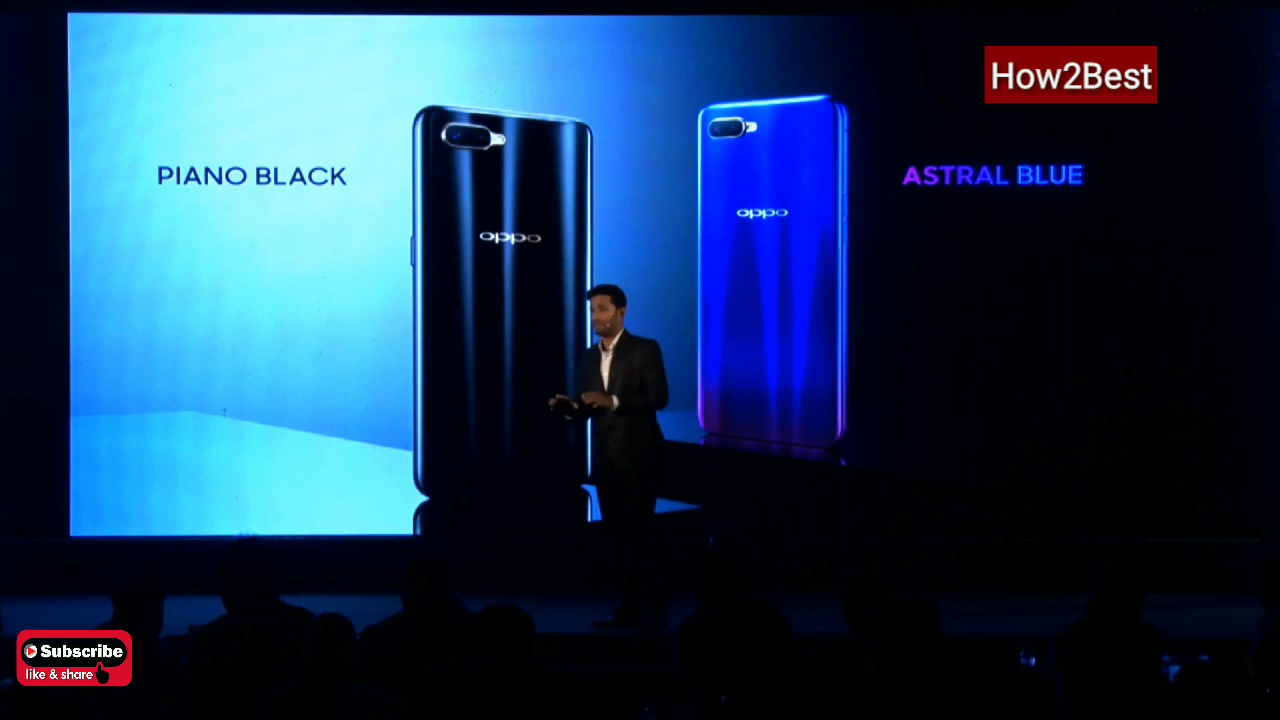 How2Best
PIANO BLACK
ASTRAL BLUE
oppo
oppo
Subscribe
like & share